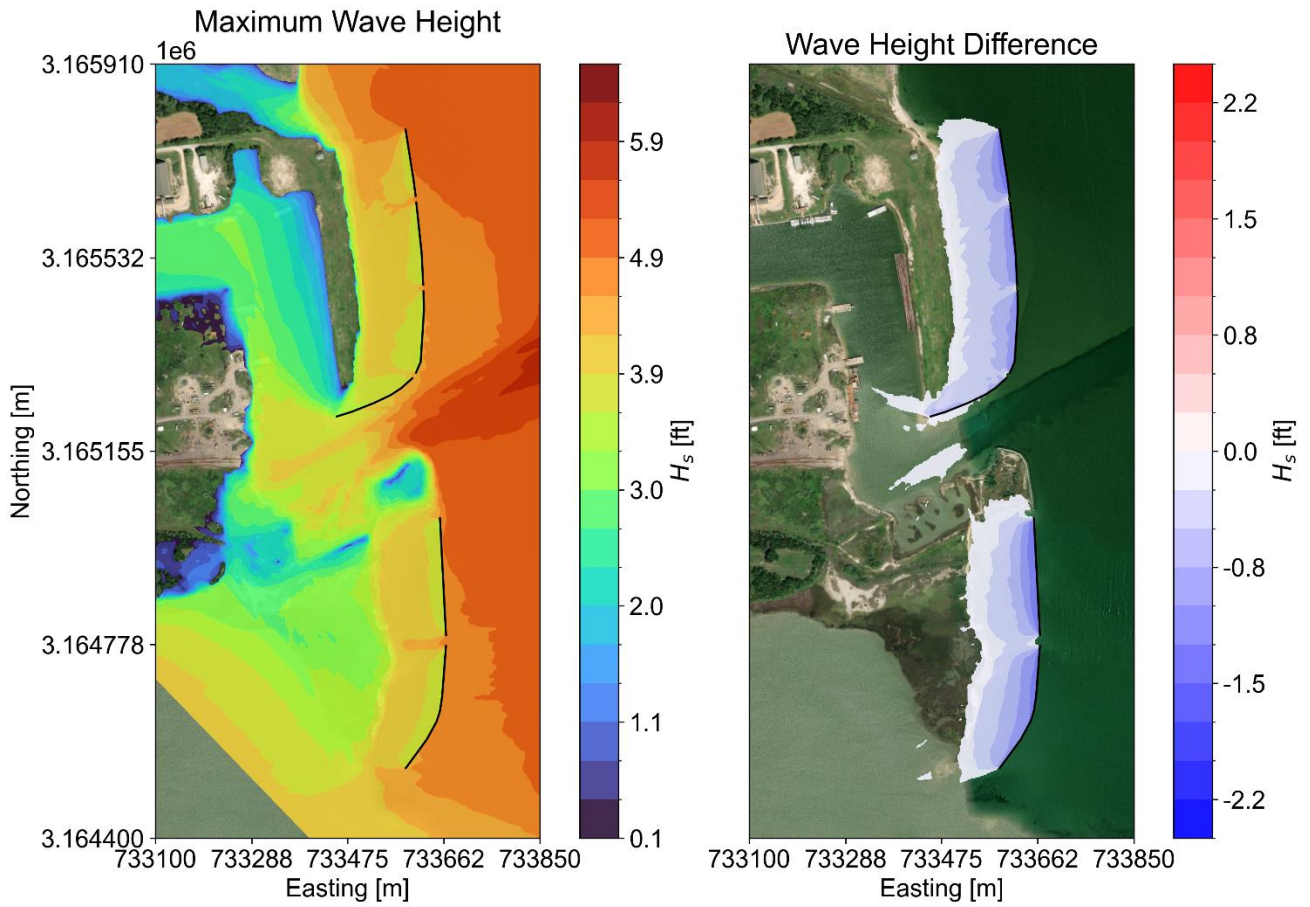 Maximum Wave Height
1e6
3.165910
3.165532
3.165155
3.164778
3.164400
Northing [m]
733100 733288 733475 733662 733850
Easting [m]
5.9
4.9
3.9
3.0
2.0
1.1
0.1
Hs [ft]
Wave Height Difference
733100 733288 733475 733662 733850
Easting [m]
2.2
1.5
0.8
0.0
-0.8
-1.5
-2.2
Hs [ft]